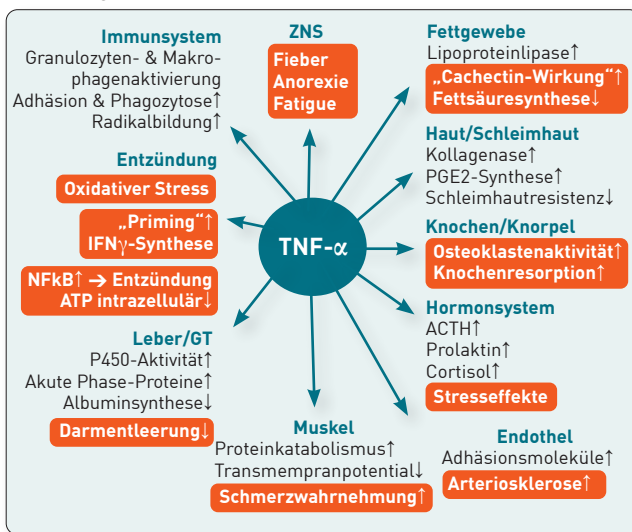 Immunsystem
Granulozyten- & Makro-
phagenaktivierung
Adhäsion & Phagozytose↑
Radikalbildung↑
ZNS
Fieber
Anorexie
Fatigue
Fettgewebe
Lipoproteinlipase↑
„Cachectin-Wirkung“↑
Fettsäuresynthese↓
Entzündung
Oxidativer Stress
„Priming“↑
IFNγ-Synthese
NFkB↑ → Entzündung
ATP intrazellulär↓
TNF-α
Haut/Schleimhaut
Kollagenase↑
PGE2-Synthese↑
Schleimhautresistenz↓
Knochen/Knorpel
Osteoklastenaktivität↑
Knochenresorption↑
Leber/GT
P450-Aktivität↑
Akute Phase-Proteine↑
Albuminsynthese↓
Darmentleerung↓
Hormonsystem
ACTH↑
Prolaktin↑
Cortisol↑
Stresseffekte
Muskel
Proteinkatabolismus↑
Transmempranpotential↓
Schmerzwahrnehmung↑
Endothel
Adhäsionsmoleküle↑
Arteriosklerose↑